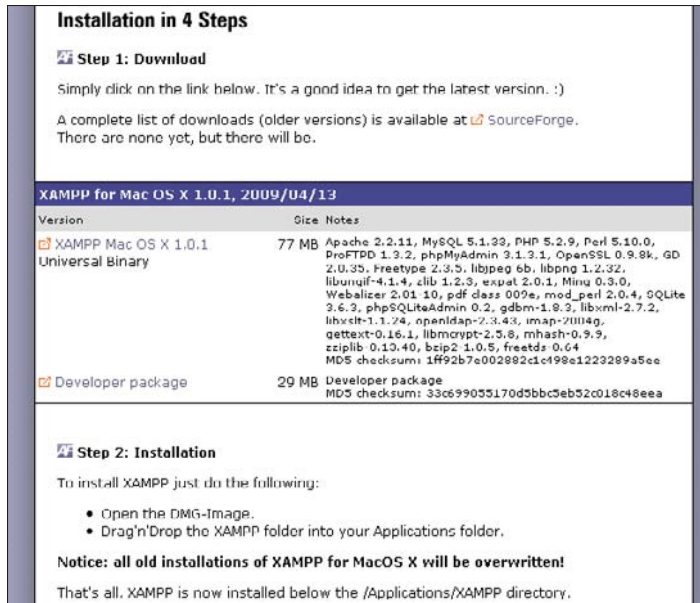 Installation in 4 Steps
Step 1: Download
Simply click on the link below. It's a good idea to get the latest version. :)
A complete list of downloads (older versions) is available at SourceForge.
There are none yet, but there will be.
XAMPP for Mac OS X 1.0.1, 2009/04/13
Version Size Notes
XAMPP Mac OS X 1.0.1 77 MB Apache 2.2.11, MySQL 5.1.33, PHP 5.2.9, Perl 5.10.0,
Universal Binary ProFTPD 1.3.2, phpMyAdmin 3.1.3.1, OpenSSL 0.9.8k, GD
2.0.35, Freetype 2.3.5, libjpeg 6b, libpng 1.2.32,
libungif-4.1.4, zlib 1.2.3, expat 2.0.1, Ming 0.3.0,
Webalizer 2.01-10, pdf class 009e, mod_perl 2.0.4, SQLite
3.6.3, phpSQLiteAdmin 0.2, gdbm-1.8.3, libxml-2.7.2,
libxslt-1.1.24, openldap-2.3.43, imap-2004g,
gettext-0.16.1, libmcrypt-2.5.8, mhash-0.9.9,
zziplib-0.13.48, bzip2-1.0.5, freetds-0.64
MD5 checksum: 1ff92b7e002882c1c498e1223289a5ee
Developer package 29 MB Developer package
MD5 checksum: 33c699055170d5bbc5eb52c018c48eea
Step 2: Installation
To install XAMPP just do the following:
• Open the DMG-Image.
• Drag'n'Drop the XAMPP folder into your Applications folder.
Notice: all old installations of XAMPP for MacOS X will be overwritten!
That's all. XAMPP is now installed below the /Applications/XAMPP directory.